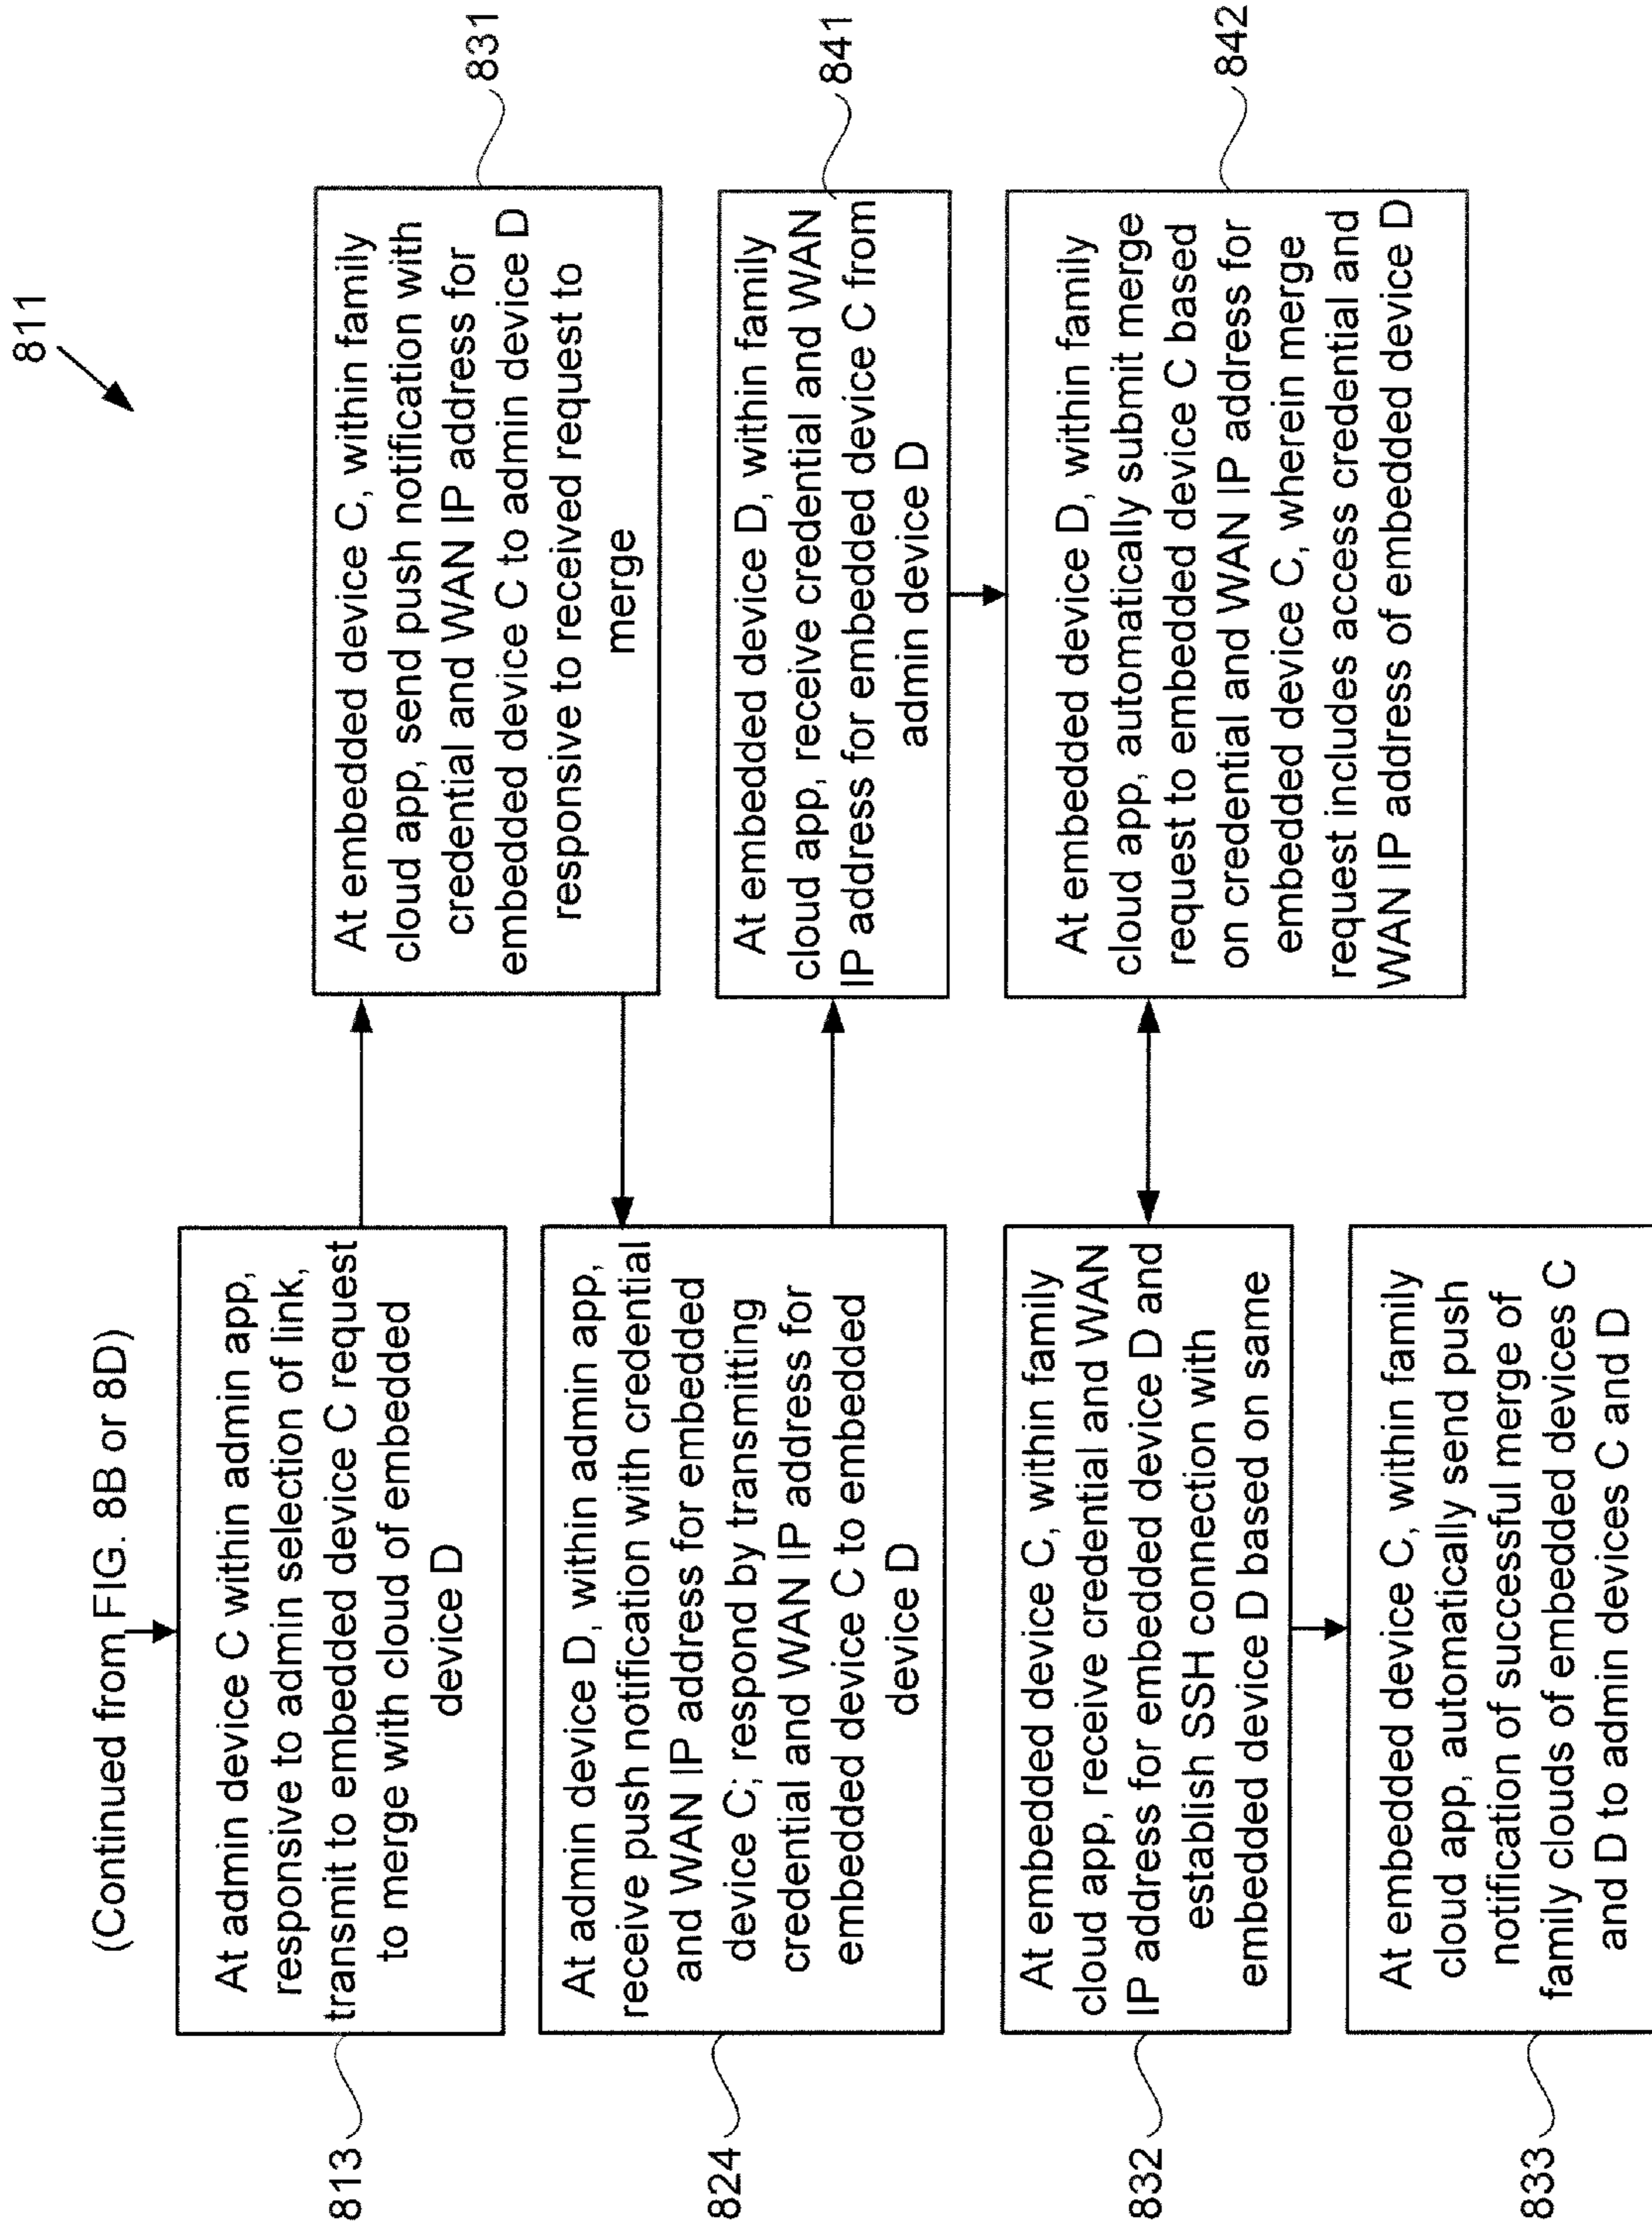 811
(Continued from FIG. 8B or 8D)
813
At admin device C within admin app,
responsive to admin selection of link,
transmit to embedded device C request
to merge with cloud of embedded
device D
831
At embedded device C, within family
cloud app, send push notification with
credential and WAN IP address for
embedded device C to admin device D
responsive to received request to
merge
824
At admin device D, within admin app,
receive push notification with credential
and WAN IP address for embedded
device C; respond by transmitting
credential and WAN IP address for
embedded device C to embedded
device D
841
At embedded device D, within family
cloud app, receive credential and WAN
IP address for embedded device C from
admin device D
842
At embedded device D, within family
cloud app, automatically submit merge
request to embedded device C based
on credential and WAN IP address for
embedded device C, wherein merge
request includes access credential and
WAN IP address of embedded device D
832
At embedded device C, within family
cloud app, receive credential and WAN
IP address for embedded device D and
establish SSH connection with
embedded device D based on same
833
At embedded device C, within family
cloud app, automatically send push
notification of successful merge of
family clouds of embedded devices C
and D to admin devices C and D